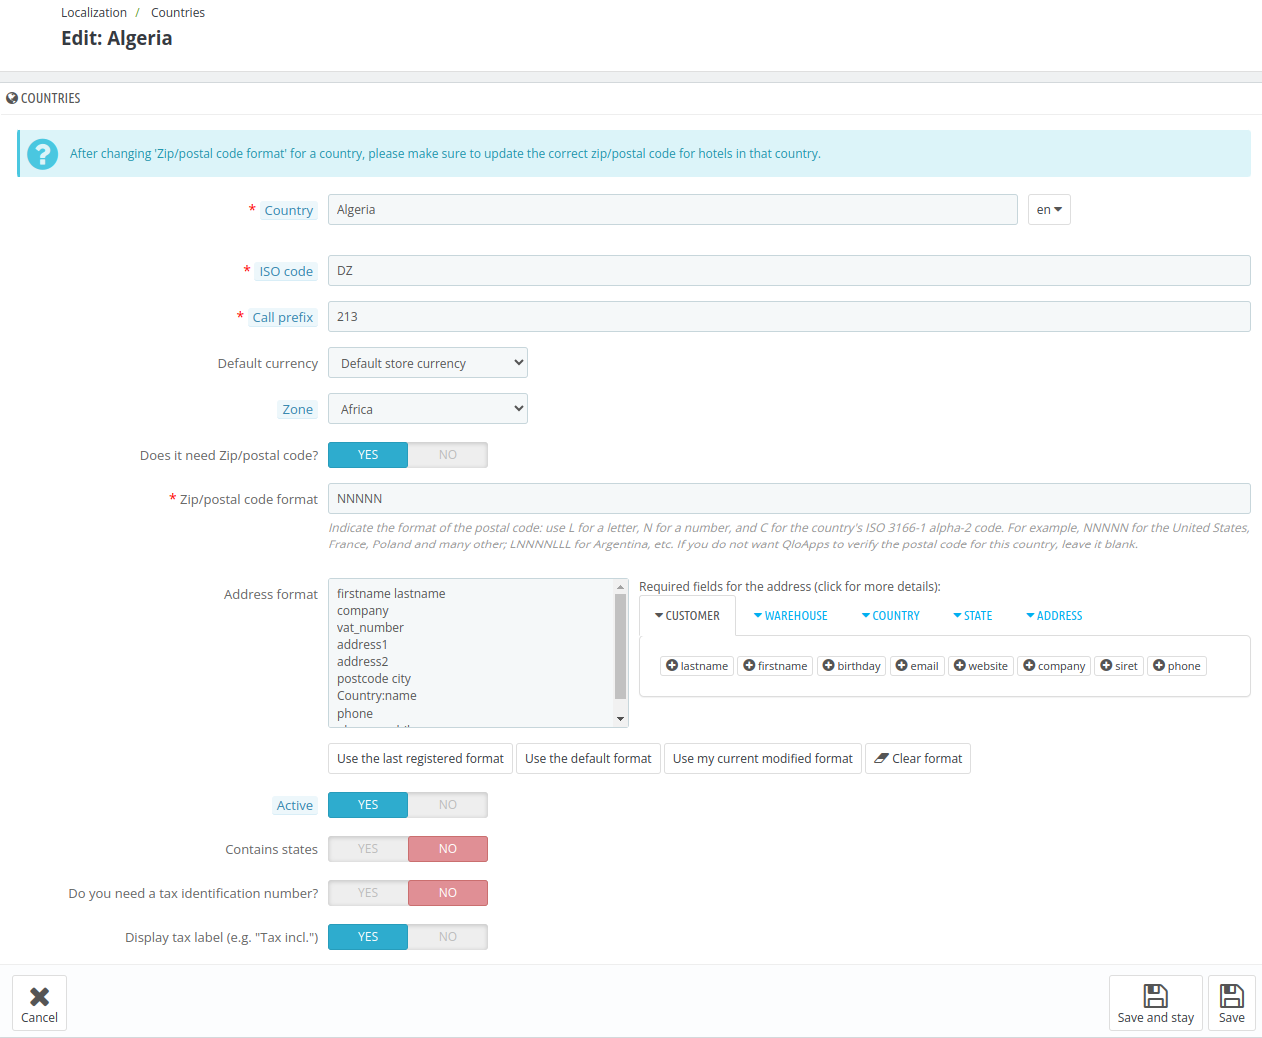 Localization / Countries
Edit: Algeria
COUNTRIES
After changing 'Zip/postal code format' for a country, please make sure to update the correct zip/postal code for hotels in that country.
* Country Algeria en
* ISO code DZ
* Call prefix 213
Default currency Default store currency
Zone Africa
Does it need Zip/postal code? YES NO
* Zip/postal code format NNNNN
Indicate the format of the postal code: use L for a letter, N for a number, and C for the country's ISO 3166-1 alpha-2 code. For example, NNNNN for the United States,
France, Poland and many other; LNNNNLLL for Argentina, etc. If you do not want QloApps to verify the postal code for this country, leave it blank.
Address format
firstname lastname
company
vat_number
address1
address2
postcode city
Country:name
phone
Required fields for the address (click for more details):
CUSTOMER WAREHOUSE COUNTRY STATE ADDRESS
lastname firstname birthday email website company siret phone
Use the last registered format Use the default format Use my current modified format Clear format
Active YES NO
Contains states YES NO
Do you need a tax identification number? YES NO
Display tax label (e.g. "Tax incl.") YES NO
Cancel Save and stay Save